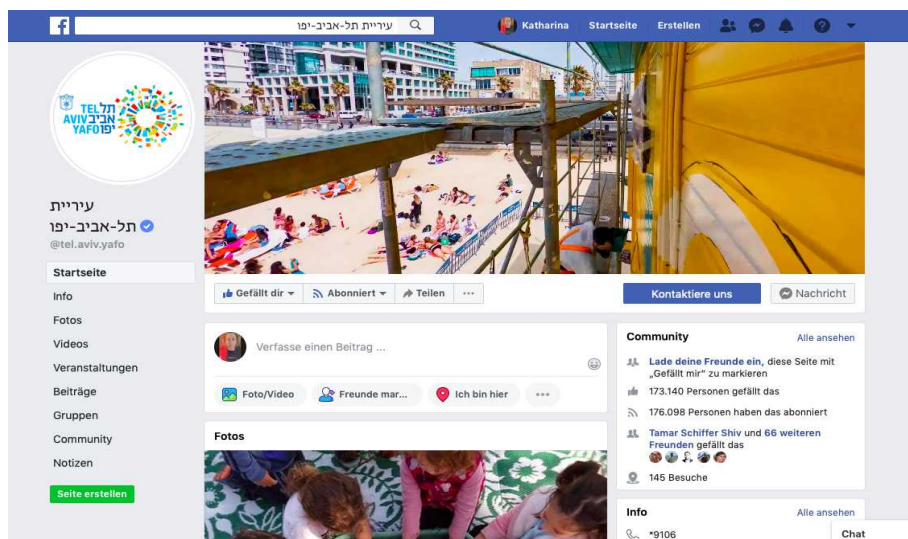 עיריית תל-אביב-יפו
Katharina
Startseite
Erstellen
TEL תל
AVIV אביב
YAFO יפו
עיריית
תל-אביב-יפו
@tel.aviv.yafo
Startseite
Info
Fotos
Videos
Veranstaltungen
Beiträge
Gruppen
Community
Notizen
Seite erstellen
Gefällt dir
Abonniert
Teilen
Kontaktiere uns
Nachricht
Verfasse einen Beitrag ...
Foto/Video
Freunde mar...
Ich bin hier
Fotos
Community
Alle ansehen
Lade deine Freunde ein, diese Seite mit
„Gefällt mir“ zu markieren
173.140 Personen gefällt das
176.098 Personen haben das abonniert
Tamar Schiffer Shiv und 66 weiteren
Freunden gefällt das
145 Besuche
Info
Alle ansehen
*9106
Chat